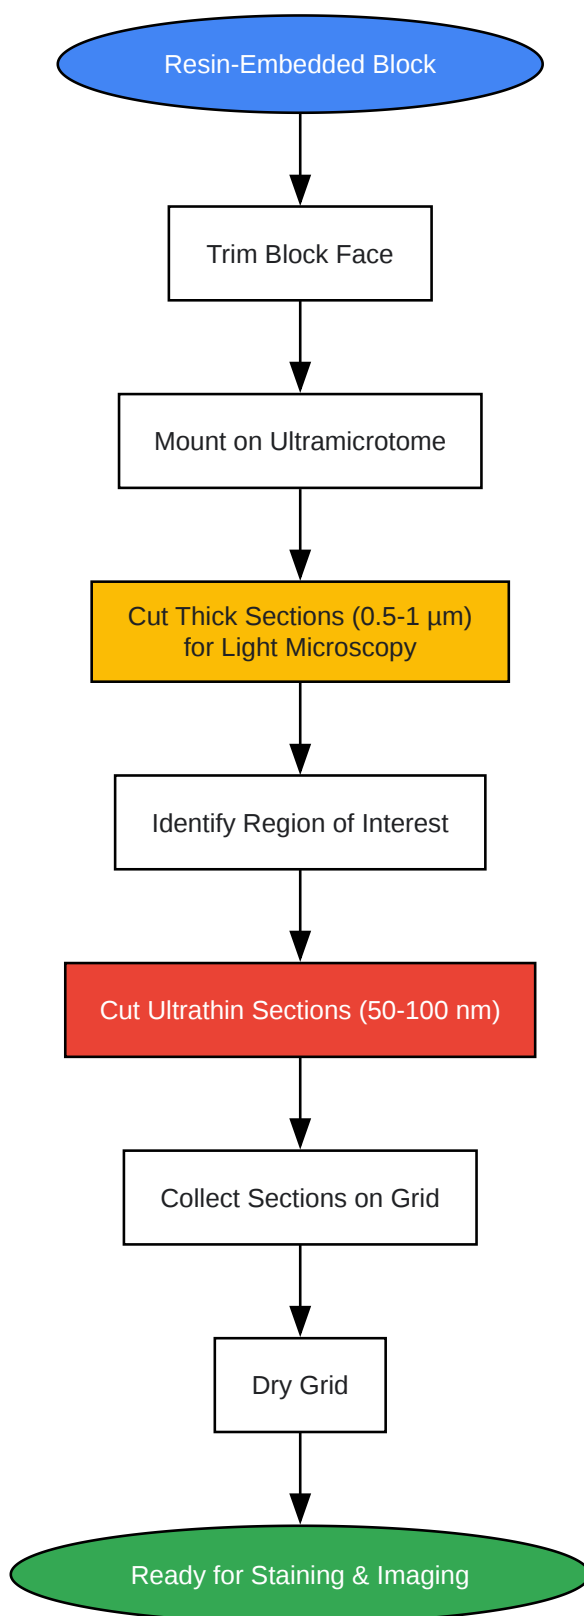 Resin-Embedded Block
Trim Block Face
Mount on Ultramicrotome
Cut Thick Sections (0.5-1 µm)
for Light Microscopy
Identify Region of Interest
Cut Ultrathin Sections (50-100 nm)
Collect Sections on Grid
Dry Grid
Ready for Staining & Imaging